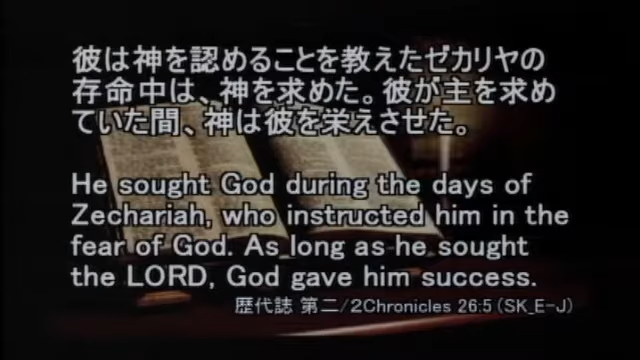 彼は神を認めることを教えたゼカリヤの
存命中は、神を求めた。彼が主を求め
ていた間、神は彼を栄えさせた。
He sought God during the days of
Zechariah, who instructed him in the
fear of God. As long as he sought
the LORD, God gave him success.
歴代誌 第二/2Chronicles 26:5 (SK_E-J)